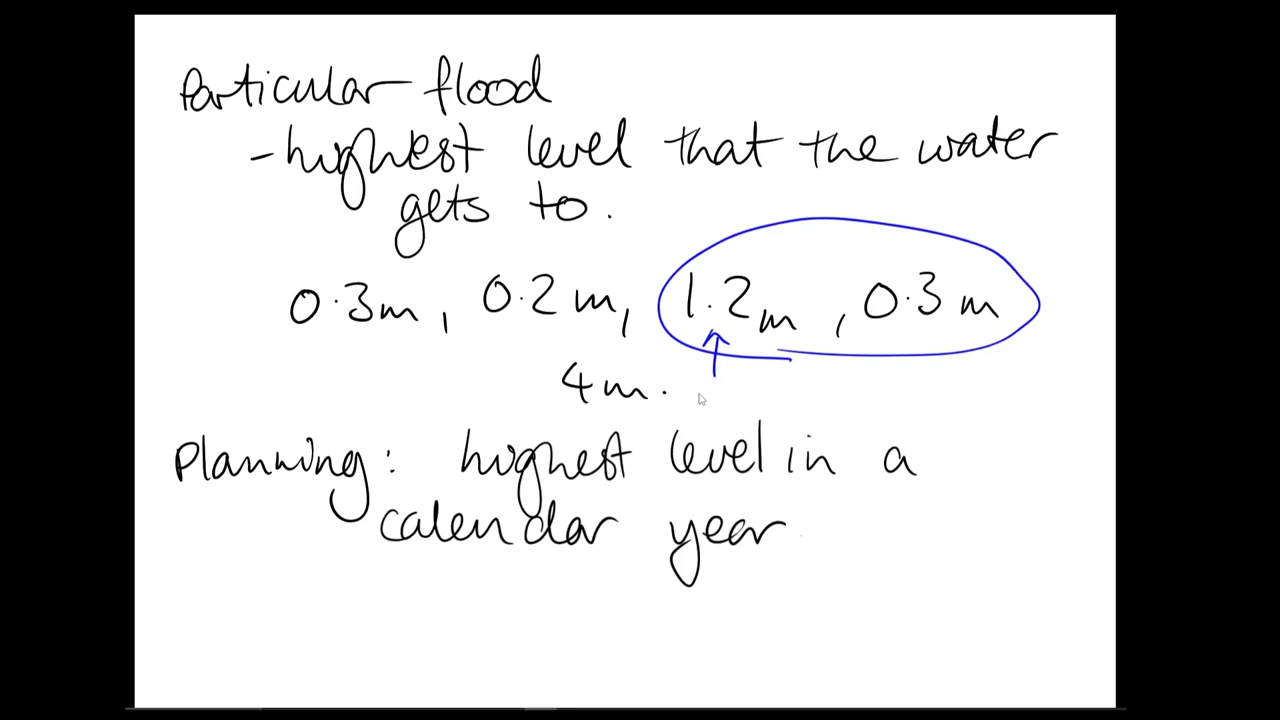 Particular flood
- highest level that the water
gets to.
0.3m, 0.2m, 1.2m, 0.3m
4m.
Planning: highest level in a
calendar year